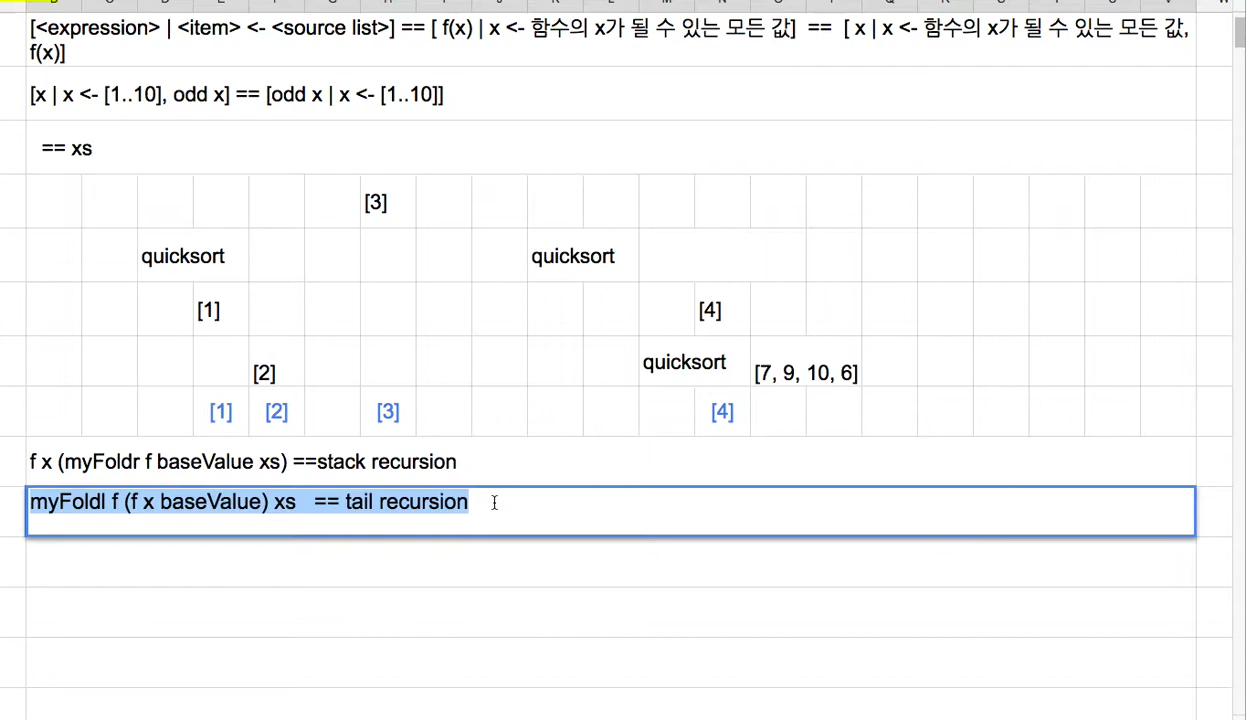 [<expression> | <item> <- <source list>] == [ f(x) | x <- 함수의 x가 될 수 있는 모든 값]  ==  [ x | x <- 함수의 x가 될 수 있는 모든 값,
f(x)]
[x | x <- [1..10], odd x] == [odd x | x <- [1..10]]
== xs
[3]
quicksort quicksort
[1] [4]
quicksort
[2] [7, 9, 10, 6]
[1] [2] [3] [4]
f x (myFoldr f baseValue xs) ==stack recursion
myFoldl f (f x baseValue) xs   == tail recursion